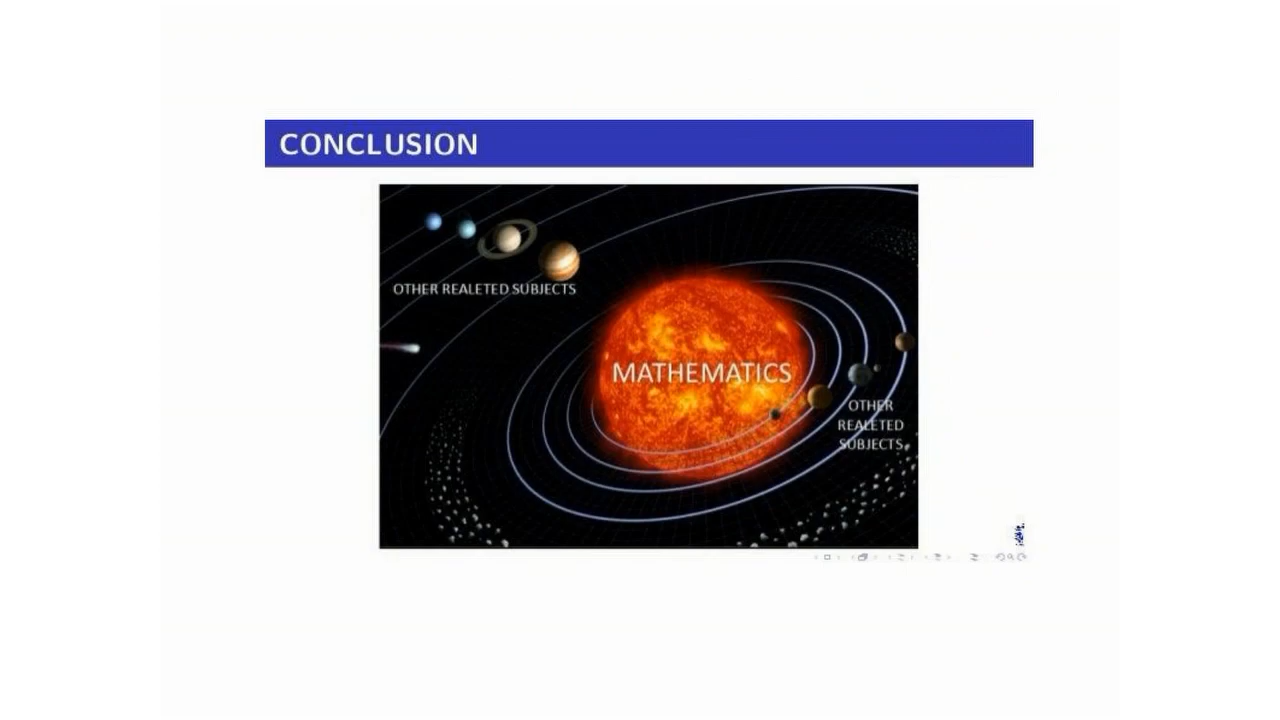 CONCLUSION
OTHER REALETED SUBJECTS
MATHEMATICS
OTHER
REALETED
SUBJECTS